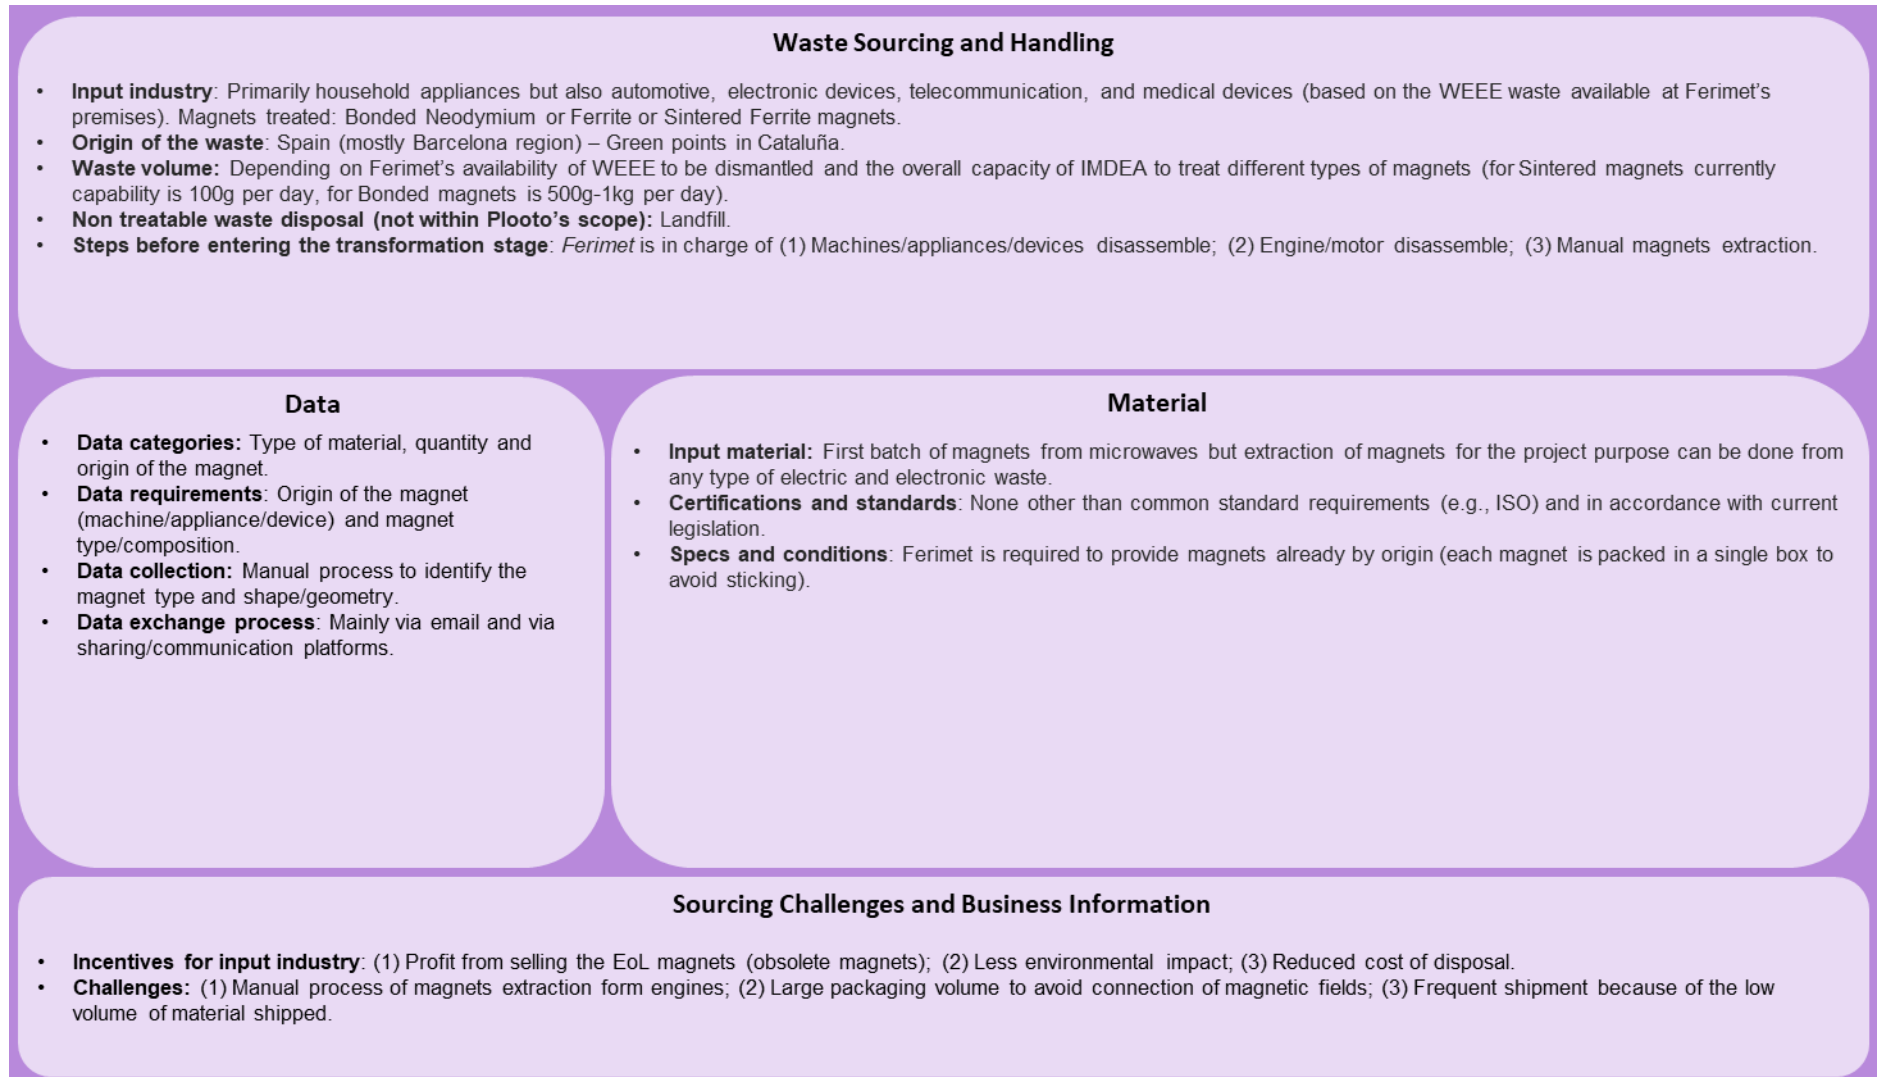 Waste Sourcing and Handling
• Input industry: Primarily household appliances but also automotive, electronic devices, telecommunication, and medical devices (based on the WEEE waste available at Ferimet's
premises). Magnets treated: Bonded Neodymium or Ferrite or Sintered Ferrite magnets.
• Origin of the waste: Spain (mostly Barcelona region) – Green points in Cataluña.
• Waste volume: Depending on Ferimet's availability of WEEE to be dismantled and the overall capacity of IMDEA to treat different types of magnets (for Sintered magnets currently
capability is 100g per day, for Bonded magnets is 500g-1kg per day).
• Non treatable waste disposal (not within Plooto's scope): Landfill.
• Steps before entering the transformation stage: Ferimet is in charge of (1) Machines/appliances/devices disassemble; (2) Engine/motor disassemble; (3) Manual magnets extraction.
Data
• Data categories: Type of material, quantity and
origin of the magnet.
• Data requirements: Origin of the magnet
(machine/appliance/device) and magnet
type/composition.
• Data collection: Manual process to identify the
magnet type and shape/geometry.
• Data exchange process: Mainly via email and via
sharing/communication platforms.
Material
• Input material: First batch of magnets from microwaves but extraction of magnets for the project purpose can be done from
any type of electric and electronic waste.
• Certifications and standards: None other than common standard requirements (e.g., ISO) and in accordance with current
legislation.
• Specs and conditions: Ferimet is required to provide magnets already by origin (each magnet is packed in a single box to
avoid sticking).
Sourcing Challenges and Business Information
• Incentives for input industry: (1) Profit from selling the EoL magnets (obsolete magnets); (2) Less environmental impact; (3) Reduced cost of disposal.
• Challenges: (1) Manual process of magnets extraction form engines; (2) Large packaging volume to avoid connection of magnetic fields; (3) Frequent shipment because of the low
volume of material shipped.